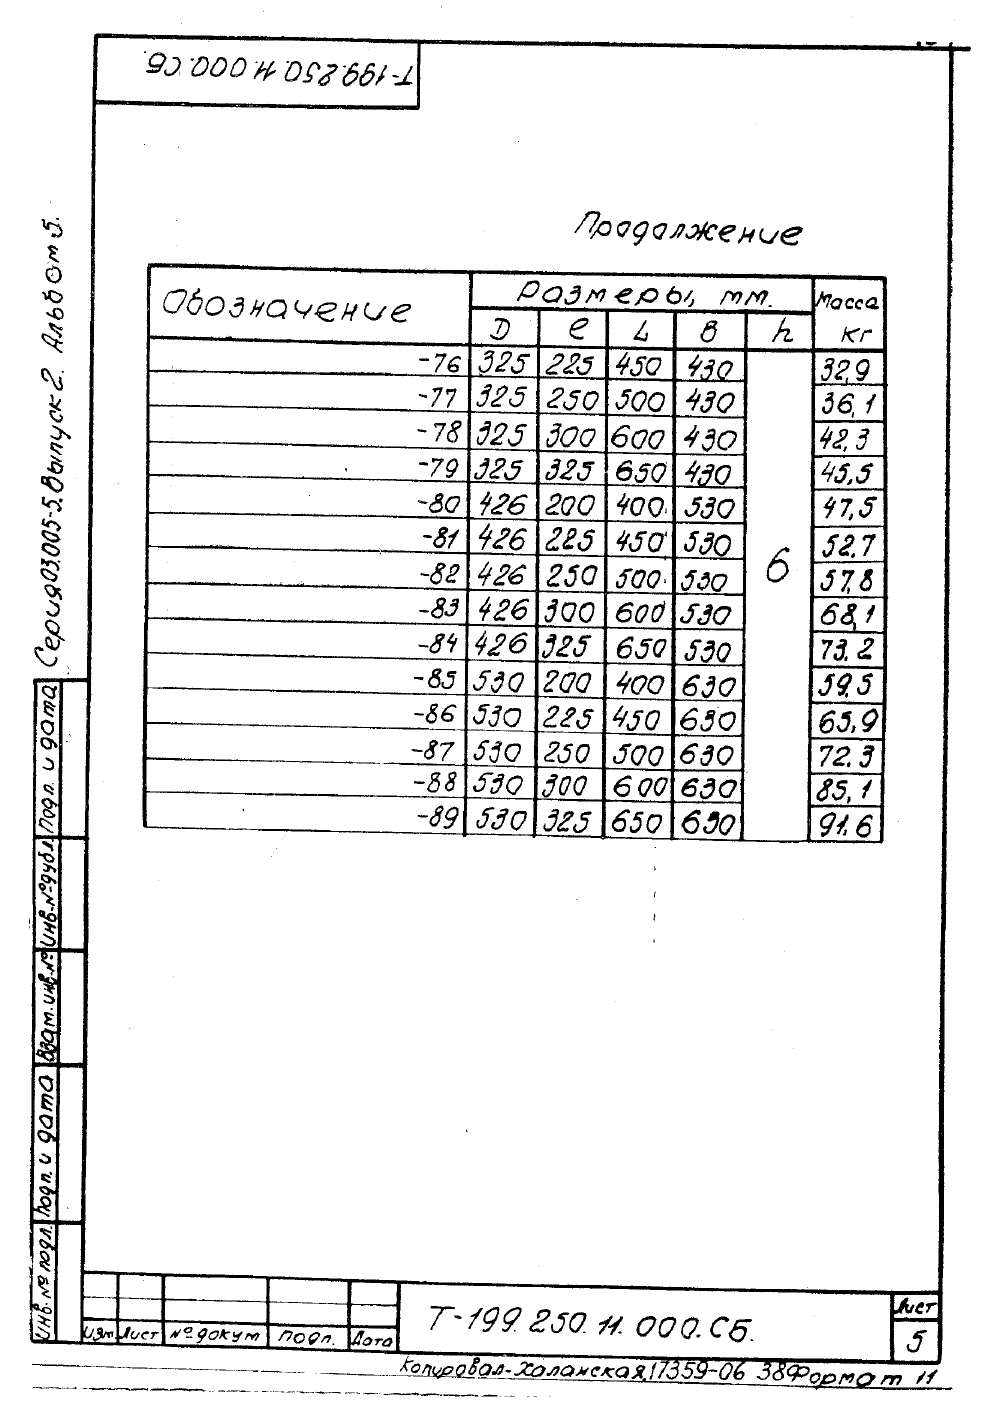 Т-199.250.11.000.СБ
Продолжение
Обозначение Размеры, мм. Масса кг
D ℓ L В h
-76 325 225 450 430 6 32,9
-77 325 250 500 430 36,1
-78 325 300 600 430 42,3
-79 325 325 650 430 45,5
-80 426 200 400 530 47,5
-81 426 225 450 530 52.7
-82 426 250 500 530 57,8
-83 426 300 600 530 68,1
-84 426 325 650 530 73.2
-85 530 200 400 630 59.5
-86 530 225 450 630 65,9
-87 530 250 500 630 72.3
-88 530 300 600 630 85,1
-89 530 325 650 630 91.6
Серия 03.005-5. Выпуск-2. Альбом 5.
Подп. и дата
Инв.№дубл.
Взам.инв.№
Подп. и дата
Инв.№ подл.
Изм Лист №докум Подп. Дата
Т-199.250.11.000.СБ.
Лист
5
Копировал-Халанская 17359-06 38 Формат 11